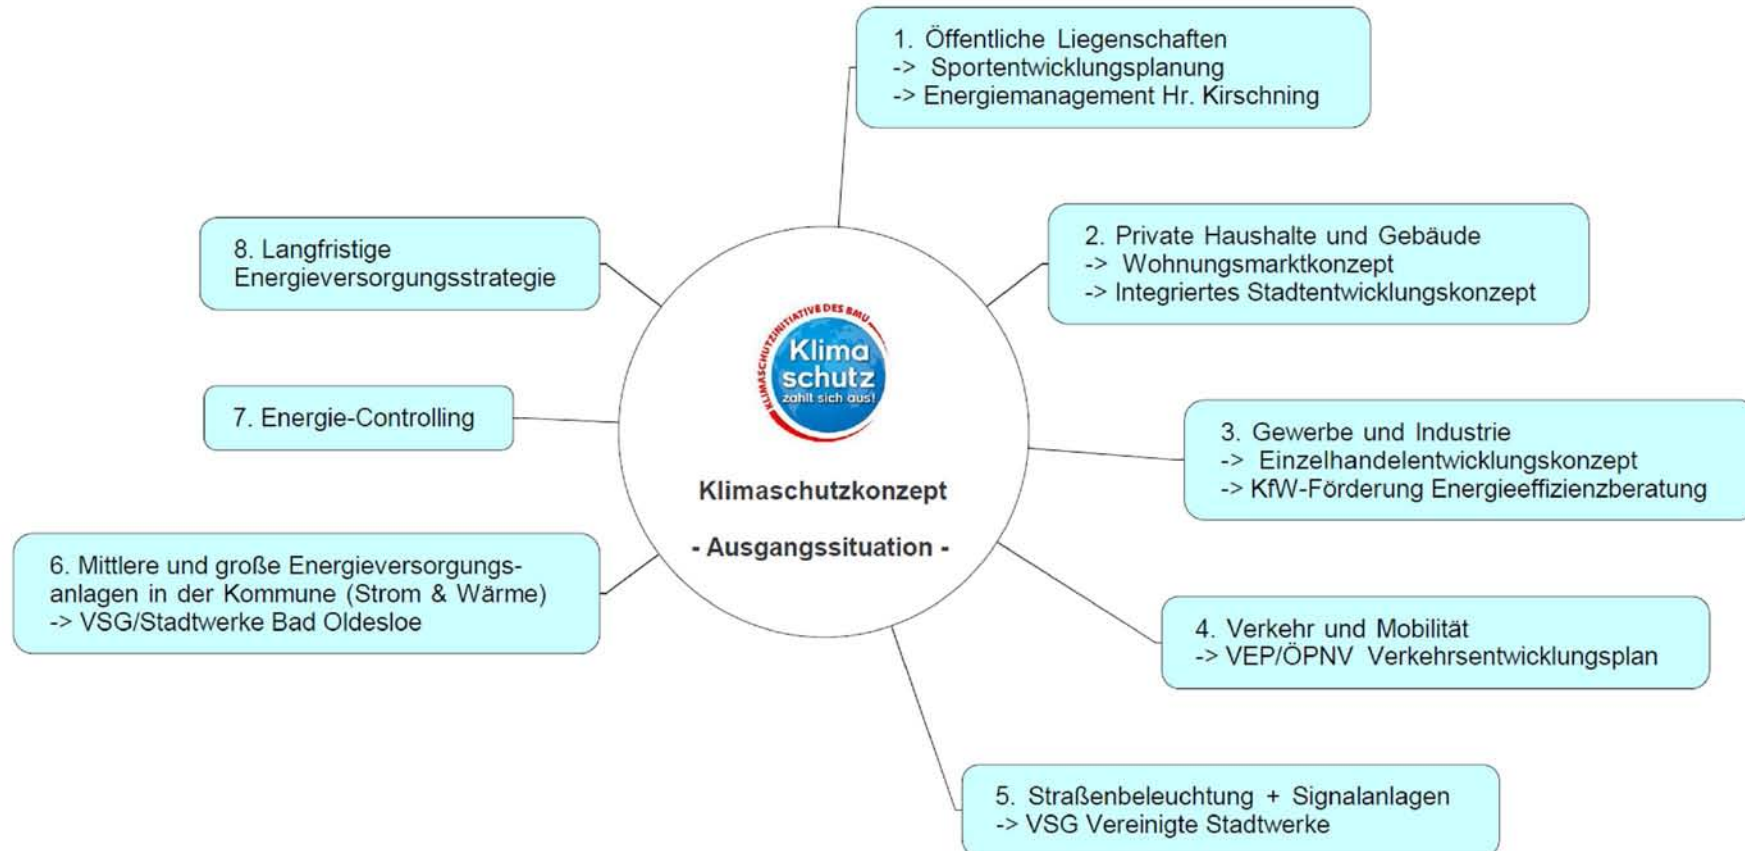 1. Öffentliche Liegenschaften
-> Sportentwicklungsplanung
-> Energiemanagement Hr. Kirschning
2. Private Haushalte und Gebäude
-> Wohnungsmarktkonzept
-> Integriertes Stadtentwicklungskonzept
3. Gewerbe und Industrie
-> Einzelhandelentwicklungskonzept
-> KfW-Förderung Energieeffizienzberatung
4. Verkehr und Mobilität
-> VEP/ÖPNV Verkehrsentwicklungsplan
5. Straßenbeleuchtung + Signalanlagen
-> VSG Vereinigte Stadtwerke
6. Mittlere und große Energieversorgungs-
anlagen in der Kommune (Strom & Wärme)
-> VSG/Stadtwerke Bad Oldesloe
7. Energie-Controlling
8. Langfristige
Energieversorgungsstrategie
KLIMASCHUTZINITIATIVE DES BMU
Klima
schutz
zahlt sich aus!
Klimaschutzkonzept
- Ausgangssituation -